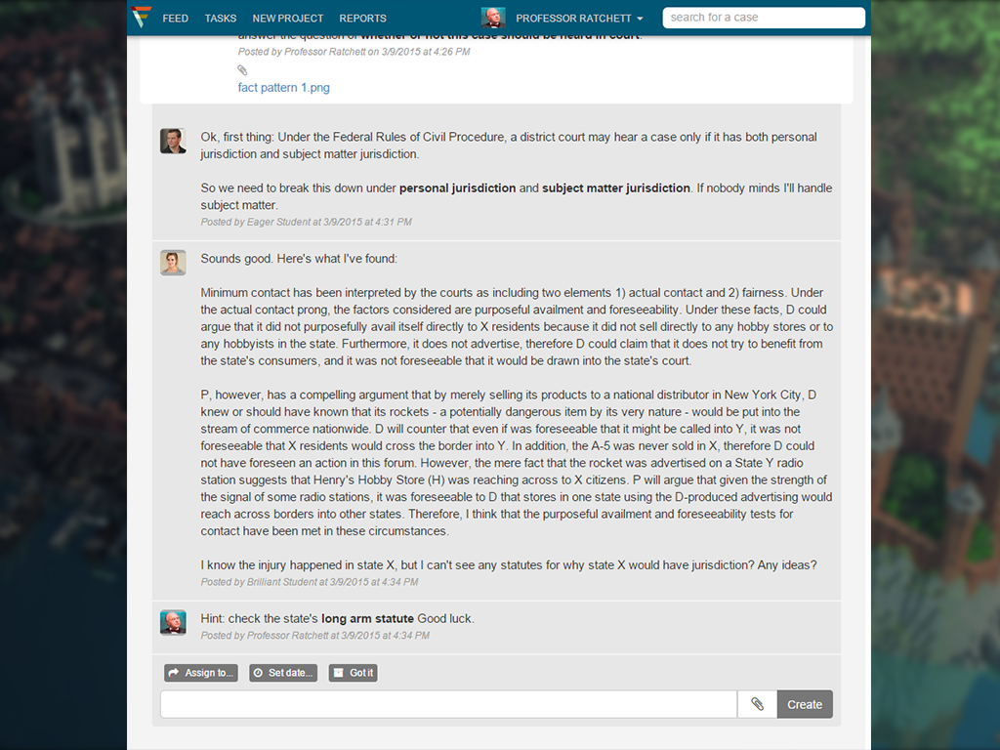 FEED TASKS NEW PROJECT REPORTS PROFESSOR RATCHETT search for a case
answer the question of whether or not this case should be heard in court.
Posted by Professor Ratchett on 3/9/2015 at 4:26 PM
fact pattern 1.png
Ok, first thing: Under the Federal Rules of Civil Procedure, a district court may hear a case only if it has both personal
jurisdiction and subject matter jurisdiction.
So we need to break this down under personal jurisdiction and subject matter jurisdiction. If nobody minds I'll handle
subject matter.
Posted by Eager Student at 3/9/2015 at 4:31 PM
Sounds good. Here's what I've found:
Minimum contact has been interpreted by the courts as including two elements 1) actual contact and 2) fairness. Under
the actual contact prong, the factors considered are purposeful availment and foreseeability. Under these facts, D could
argue that it did not purposefully avail itself directly to X residents because it did not sell directly to any hobby stores or to
any hobbyists in the state. Furthermore, it does not advertise, therefore D could claim that it does not try to benefit from
the state's consumers, and it was not foreseeable that it would be drawn into the state's court.
P, however, has a compelling argument that by merely selling its products to a national distributor in New York City, D
knew or should have known that its rockets - a potentially dangerous item by its very nature - would be put into the
stream of commerce nationwide. D will counter that even if was foreseeable that it might be called into Y, it was not
foreseeable that X residents would cross the border into Y. In addition, the A-5 was never sold in X, therefore D could
not have foreseen an action in this forum. However, the mere fact that the rocket was advertised on a State Y radio
station suggests that Henry's Hobby Store (H) was reaching across to X citizens. P will argue that given the strength of
the signal of some radio stations, it was foreseeable to D that stores in one state using the D-produced advertising would
reach across borders into other states. Therefore, I think that the purposeful availment and foreseeability tests for
contact have been met in these circumstances.
I know the injury happened in state X, but I can't see any statutes for why state X would have jurisdiction? Any ideas?
Posted by Brilliant Student at 3/9/2015 at 4:34 PM
Hint: check the state's long arm statute Good luck.
Posted by Professor Ratchett at 3/9/2015 at 4:34 PM
Assign to... Set date... Got it
Create